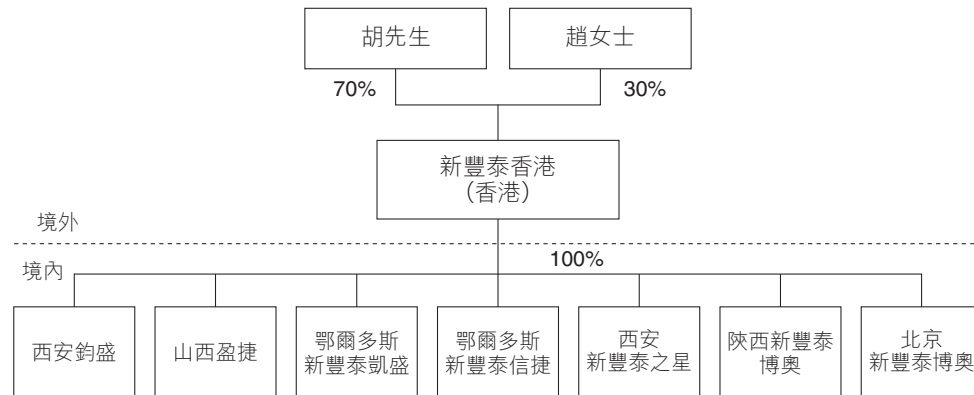 胡先生
趙女士
70%
30%
新豐泰香港
(香港)
境外
境內
100%
西安鈞盛
山西盈捷
鄂爾多斯
新豐泰凱盛
鄂爾多斯
新豐泰信捷
西安
新豐泰之星
陝西新豐泰
博奧
北京
新豐泰博奧